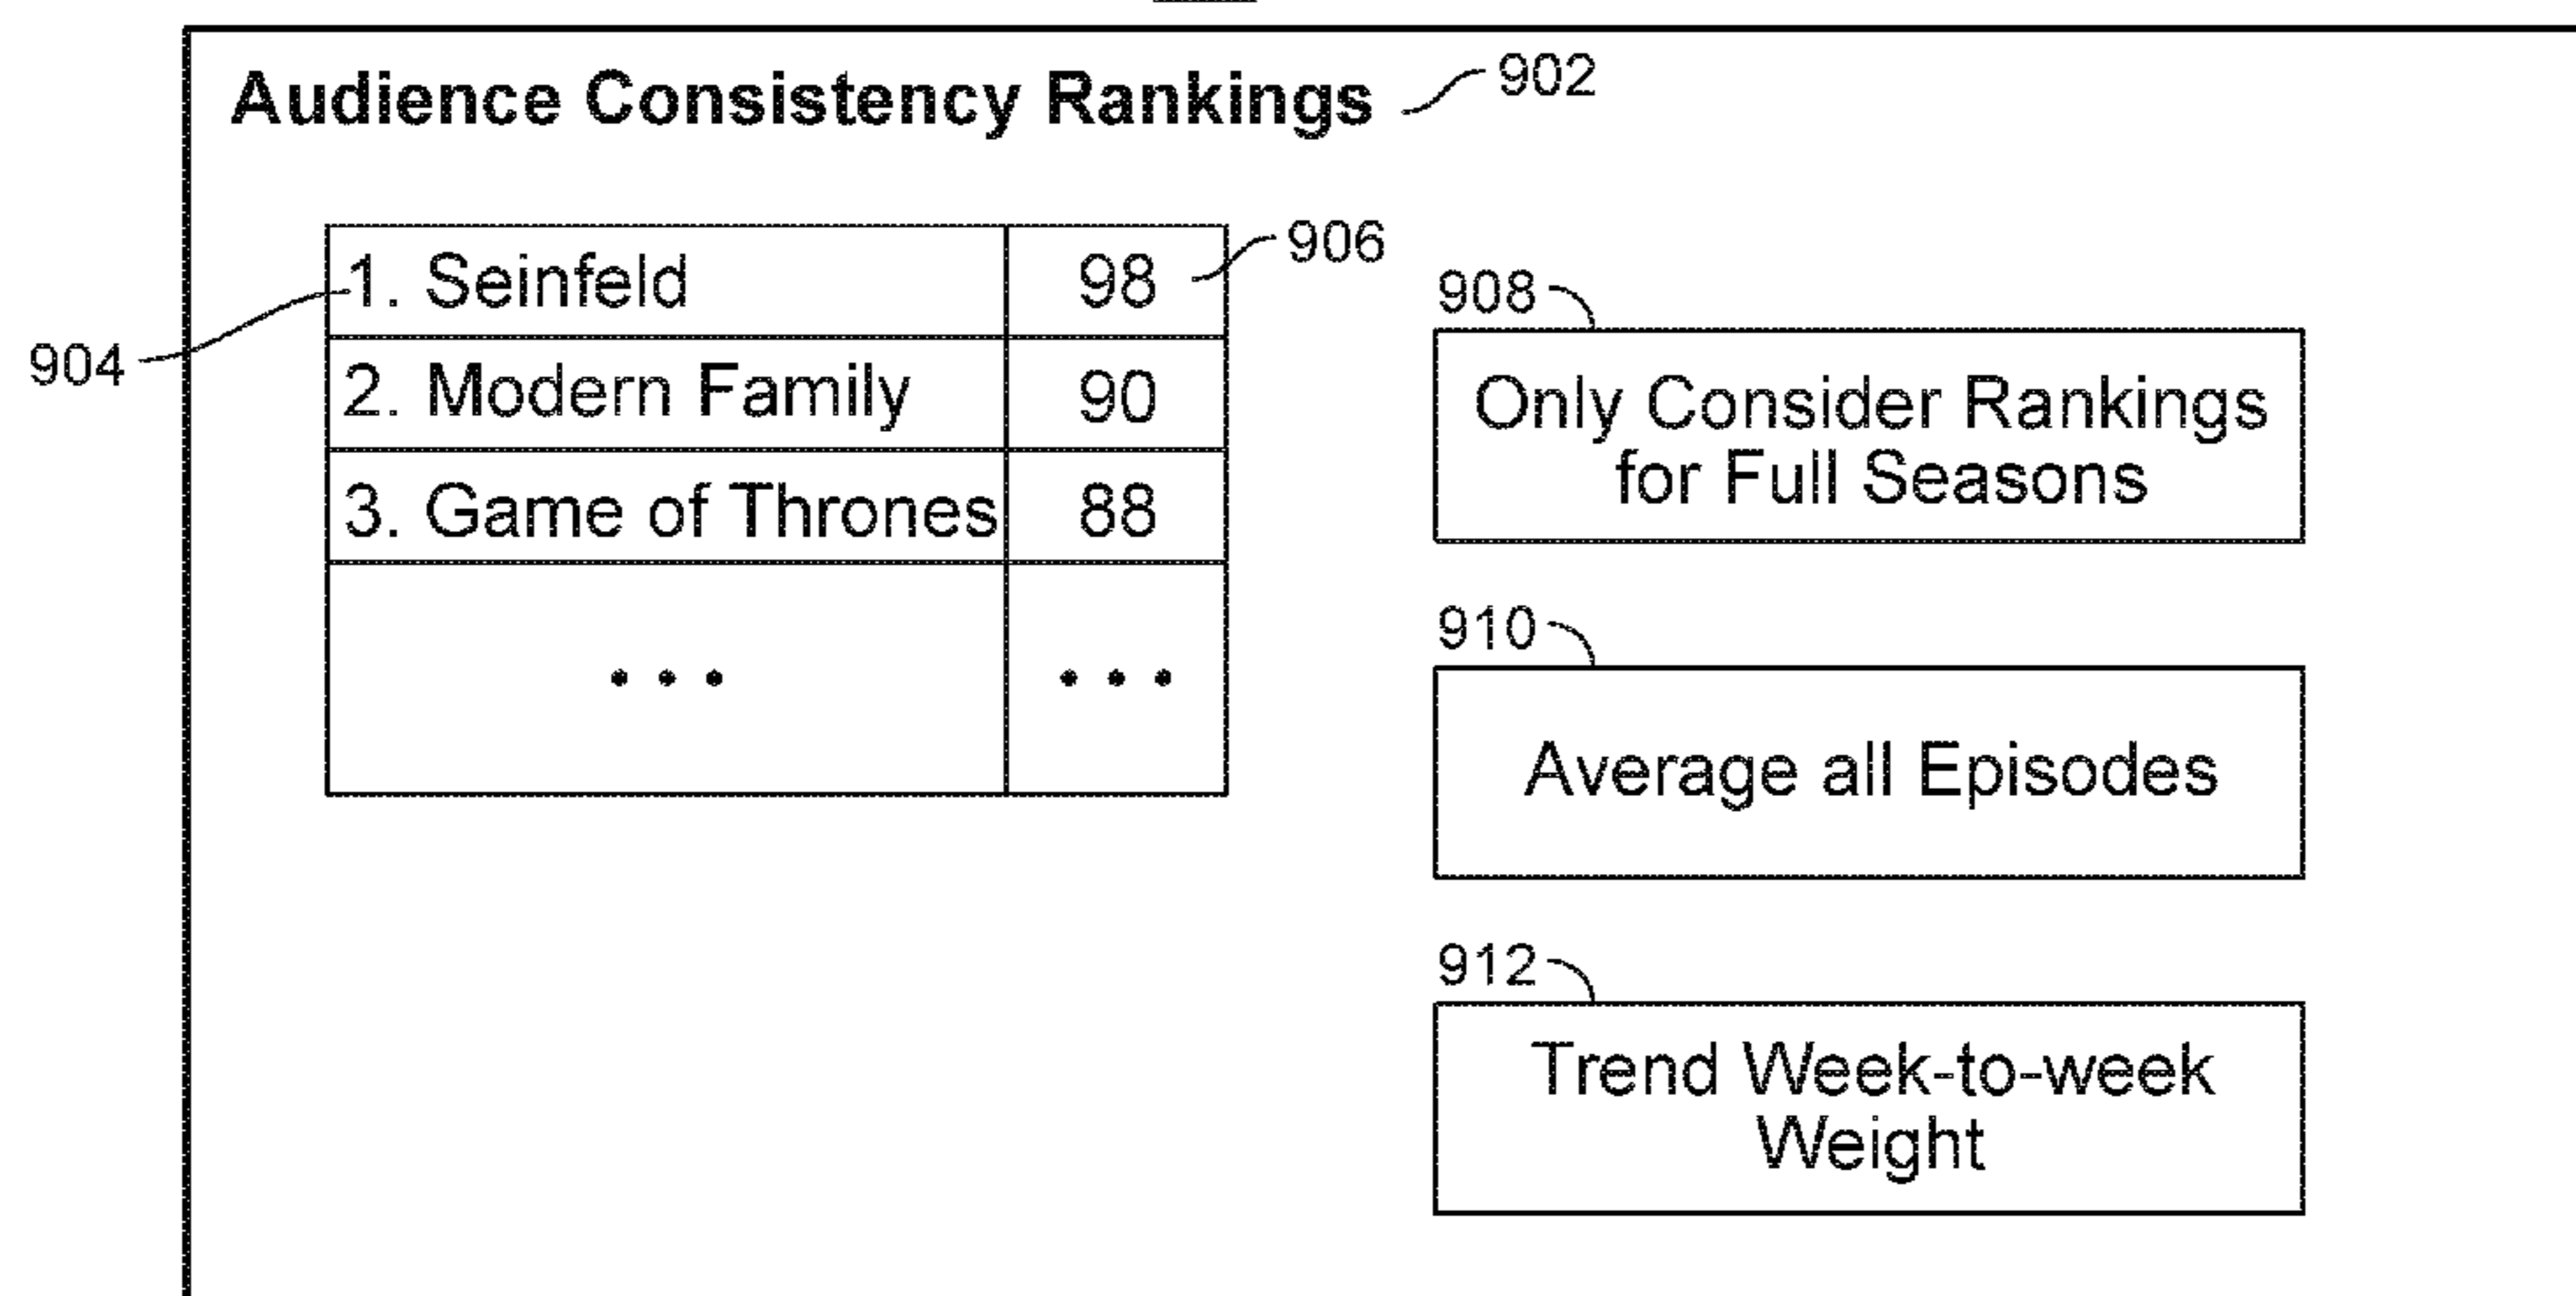 Audience Consistency Rankings 902
1. Seinfeld 98 906
904
2. Modern Family 90
3. Game of Thrones 88
• • • • • •
908
Only Consider Rankings
for Full Seasons
910
Average all Episodes
912
Trend Week-to-week
Weight